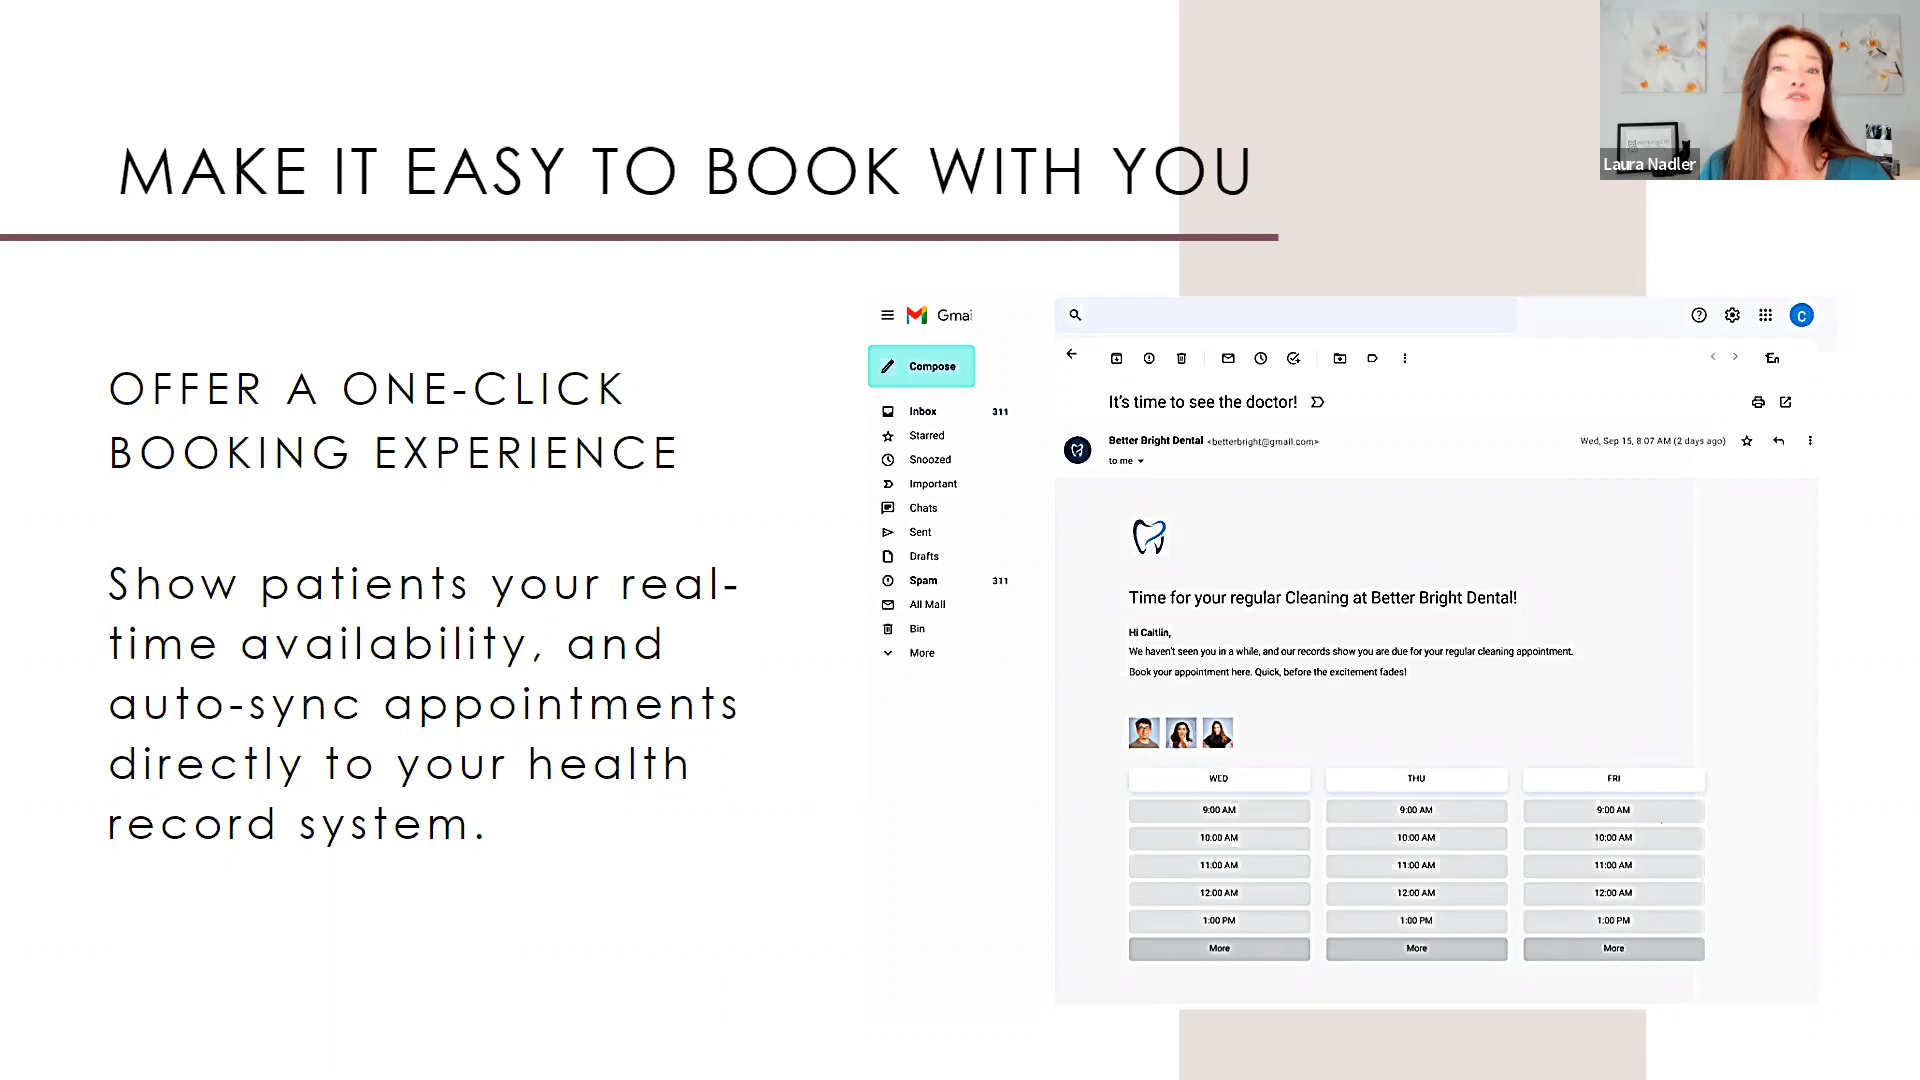 MAKE IT EASY TO BOOK WITH YOU
Laura Nadler
OFFER A ONE-CLICK
BOOKING EXPERIENCE
Show patients your real-
time availability, and
auto-sync appointments
directly to your health
record system.
Gmai
Compose
Inbox 311
Starred
Snoozed
Important
Chats
Sent
Drafts
Spam 311
All Mail
Bin
More
C
En
It's time to see the doctor!
Better Bright Dental <betterbright@gmail.com>
Wed, Sep 15, 8:07 AM (2 days ago)
to me
Time for your regular Cleaning at Better Bright Dental!
Hi Caitlin,
We haven't seen you in a while, and our records show you are due for your regular cleaning appointment.
Book your appointment here. Quick, before the excitement fades!
WED THU FRI
9:00 AM 9:00 AM 9:00 AM
10:00 AM 10:00 AM 10:00 AM
11:00 AM 11:00 AM 11:00 AM
12:00 AM 12:00 AM 12:00 AM
1:00 PM 1:00 PM 1:00 PM
More More More